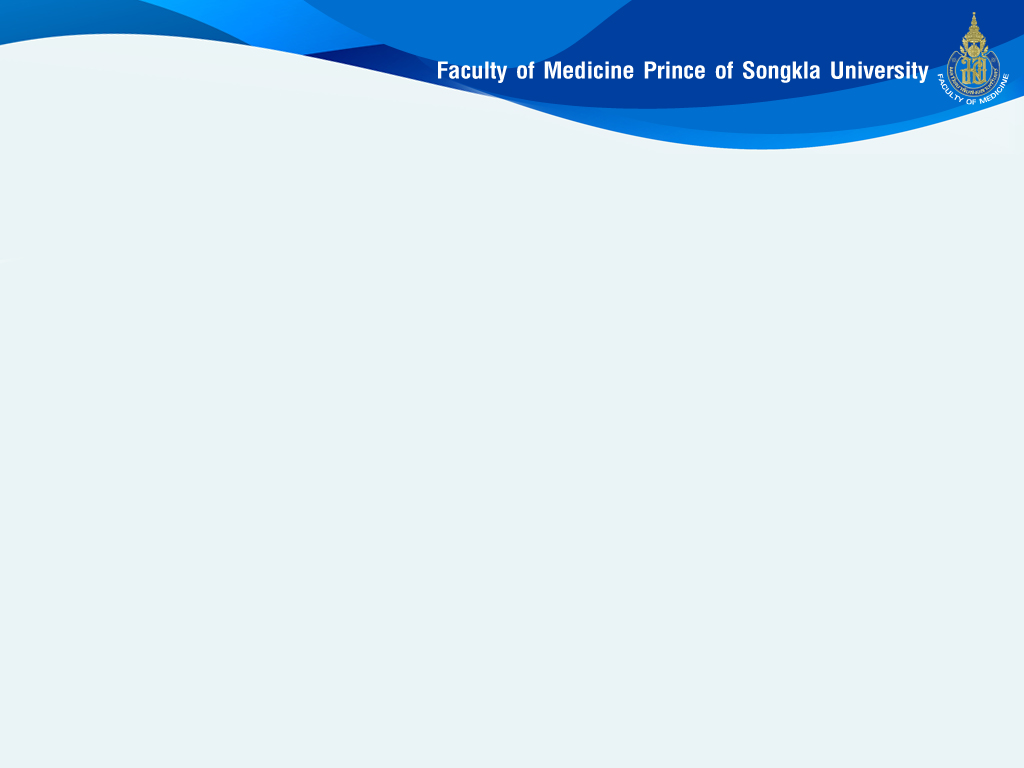 Faculty of Medicine Prince of Songkla University
FACULTY OF MEDICINE